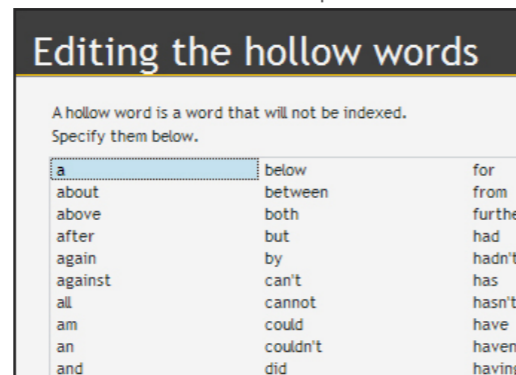 Editing the hollow words
A hollow word is a word that will not be indexed.
Specify them below.
a below for
about between from
above both
after but had
again by hadn't
against can't has
all cannot hasn't
am could have
an couldn't
and did having